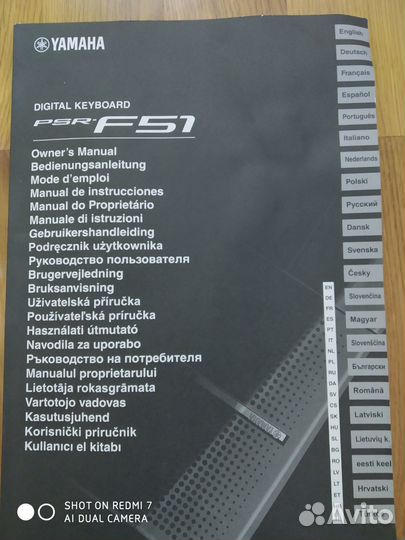 YAMAHA
DIGITAL KEYBOARD
PSR-F51
Owner's Manual
Bedienungsanleitung
Mode d'emploi
Manual de instrucciones
Manual do Proprietário
Manuale di istruzioni
Gebruikershandleiding
Podręcznik użytkownika
Руководство пользователя
Brugervejledning
Bruksanvisning
Uživatelská příručka
Používateľská príručka
Használati útmutató
Navodila za uporabo
Ръководство на потребителя
Manualul proprietarului
Lietotāja rokasgrāmata
Vartotojo vadovas
Kasutusjuhend
Korisnički priručnik
Kullanıcı el kitabı
English
Deutsch
Français
Español
Português
Italiano
Nederlands
Polski
Русский
Dansk
Svenska
Česky
Slovenčina
Magyar
Slovenščina
Български
Română
Latviski
Lietuvių k.
eesti keel
Hrvatski
EN
DE
FR
ES
PT
IT
NL
PL
RU
DA
SV
CS
SK
HU
SL
BG
RO
LV
LT
ET
SHOT ON REDMI 7
AI DUAL CAMERA
Avito